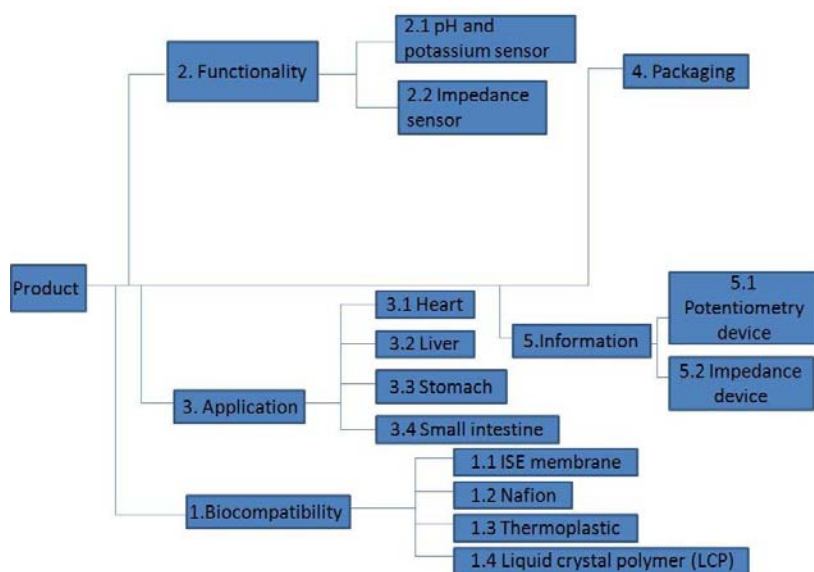 2. Functionality
2.1 pH and
potassium sensor
2.2 Impedance
sensor
4. Packaging
Product
3. Application
3.1 Heart
3.2 Liver
3.3 Stomach
3.4 Small intestine
5.Information
5.1
Potentiometry
device
5.2 Impedance
device
1.Biocompatibility
1.1 ISE membrane
1.2 Nafion
1.3 Thermoplastic
1.4 Liquid crystal polymer (LCP)